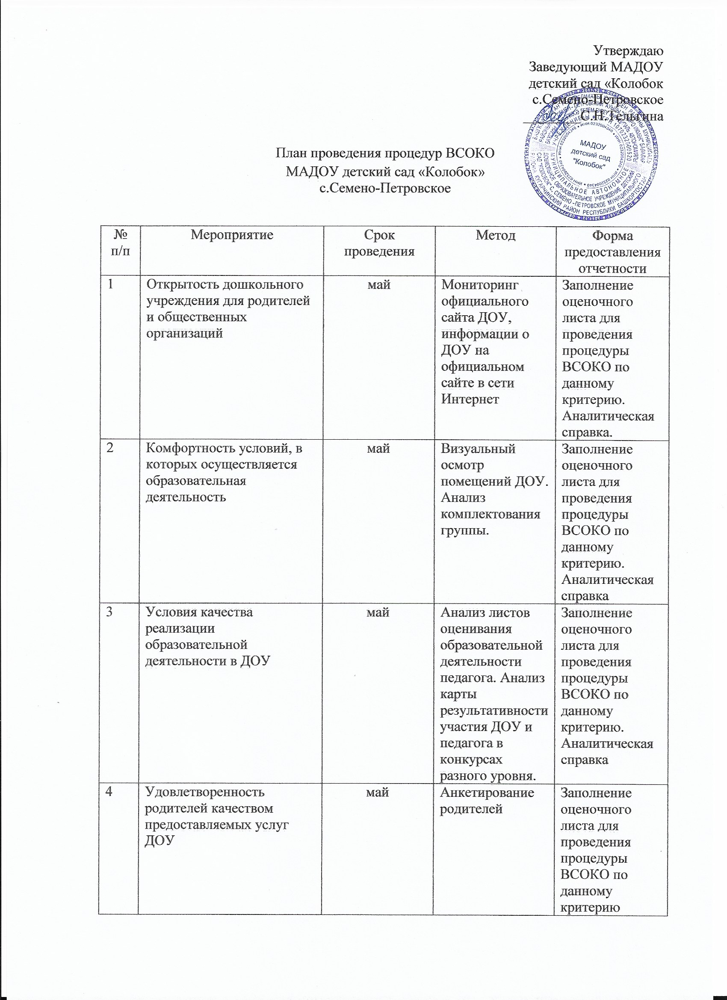 Утверждаю
Заведующий МАДОУ
детский сад «Колобок
с.Семено-Петровское
С.Н.Тельгина
МАДОУ
детский сад
"Колобок"
План проведения процедур ВСОКО
МАДОУ детский сад «Колобок»
с.Семено-Петровское
№
п/п
Мероприятие
Срок
проведения
Метод
Форма
предоставления
отчетности
1
Открытость дошкольного
учреждения для родителей
и общественных
организаций
май
Мониторинг
официального
сайта ДОУ,
информации о
ДОУ на
официальном
сайте в сети
Интернет
Заполнение
оценочного
листа для
проведения
процедуры
ВСОКО по
данному
критерию.
Аналитическая
справка.
2
Комфортность условий, в
которых осуществляется
образовательная
деятельность
май
Визуальный
осмотр
помещений ДОУ.
Анализ
комплектования
группы.
Заполнение
оценочного
листа для
проведения
процедуры
ВСОКО по
данному
критерию.
Аналитическая
справка
3
Условия качества
реализации
образовательной
деятельности в ДОУ
май
Анализ листов
оценивания
образовательной
деятельности
педагога. Анализ
карты
результативности
участия ДОУ и
педагога в
конкурсах
разного уровня.
Заполнение
оценочного
листа для
проведения
процедуры
ВСОКО по
данному
критерию.
Аналитическая
справка
4
Удовлетворенность
родителей качеством
предоставляемых услуг
ДОУ
май
Анкетирование
родителей
Заполнение
оценочного
листа для
проведения
процедуры
ВСОКО по
данному
критерию